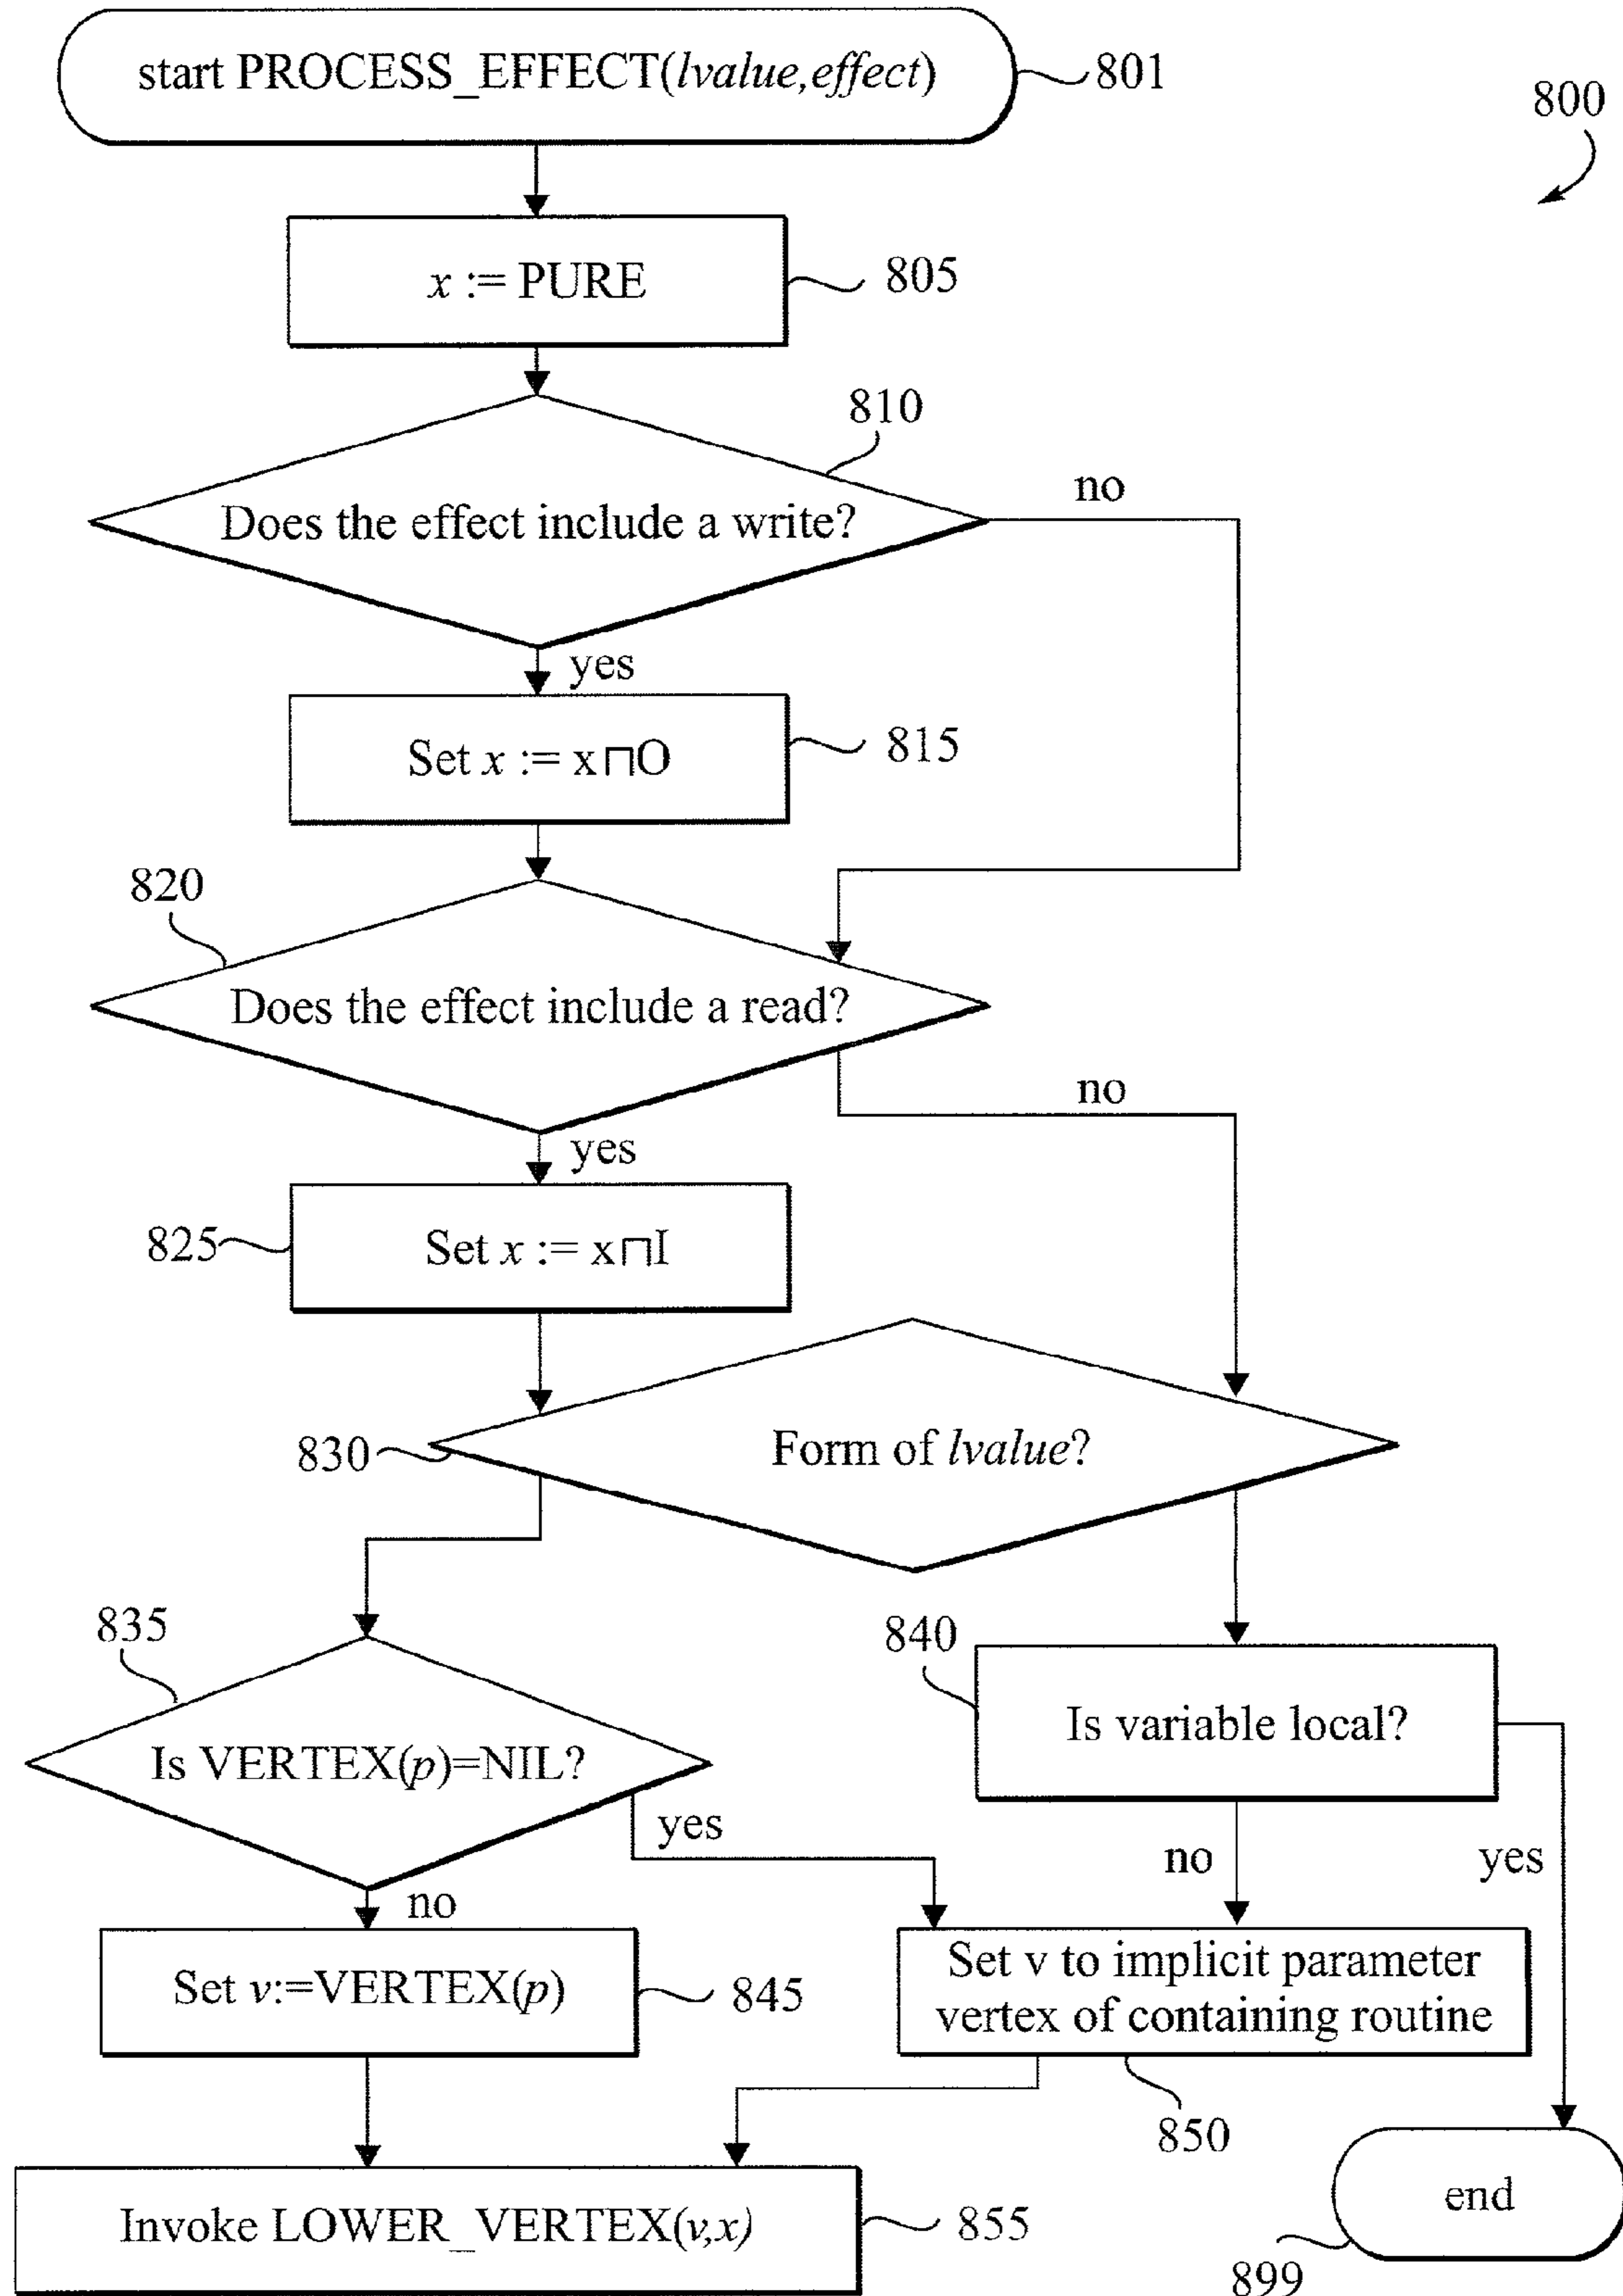 start PROCESS_EFFECT(lvalue,effect)
801
800
x := PURE
805
810
Does the effect include a write?
no
yes
Set x := x⊓O
815
820
Does the effect include a read?
no
yes
825
Set x := x⊓I
830
Form of lvalue?
835
840
Is VERTEX(p)=NIL?
Is variable local?
yes
no
yes
no
Set v:=VERTEX(p)
845
Set v to implicit parameter
vertex of containing routine
850
Invoke LOWER_VERTEX(v,x)
855
end
899